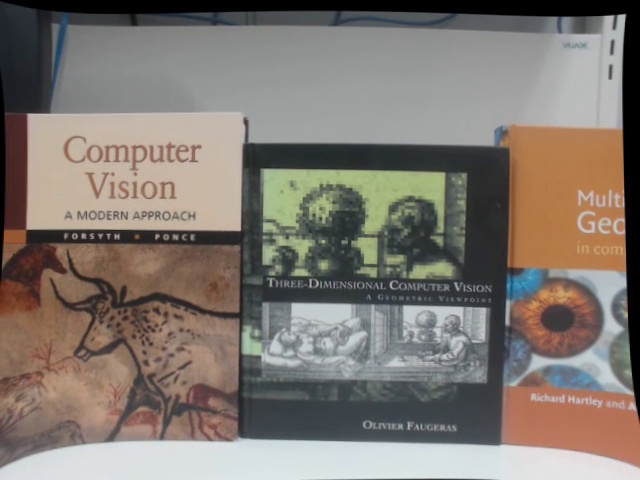 Computer
Vision
A MODERN APPROACH
FORSYTH PONCE
THREE-DIMENSIONAL COMPUTER VISION
A GEOMETRIC VIEWPOINT
OLIVIER FAUGERAS
Multi
Geo
in com
Richard Hartley and A